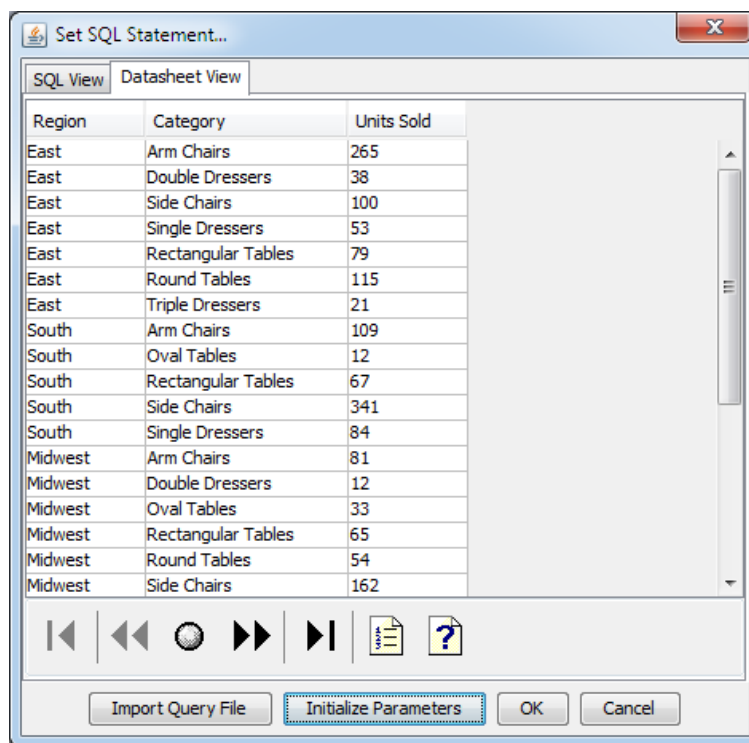 Set SQL Statement...
SQL View Datasheet View
Region Category Units Sold
East Arm Chairs 265
East Double Dressers 38
East Side Chairs 100
East Single Dressers 53
East Rectangular Tables 79
East Round Tables 115
East Triple Dressers 21
South Arm Chairs 109
South Oval Tables 12
South Rectangular Tables 67
South Side Chairs 341
South Single Dressers 84
Midwest Arm Chairs 81
Midwest Double Dressers 12
Midwest Oval Tables 33
Midwest Rectangular Tables 65
Midwest Round Tables 54
Midwest Side Chairs 162
?
Import Query File Initialize Parameters OK Cancel